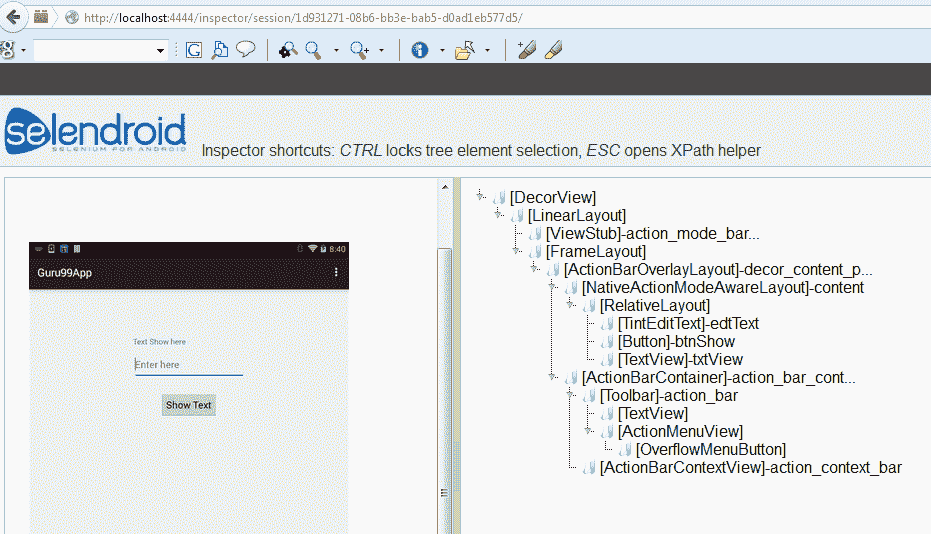 http://localhost:4444/inspector/session/1d931271-08b6-bb3e-bab5-d0ad1eb577d5/
selendroid
SELENIUM FOR ANDROID
Inspector shortcuts: CTRL locks tree element selection, ESC opens XPath helper
8:40
Guru99App
Text Show here
Enter here
Show Text
[DecorView]
[LinearLayout]
[ViewStub]-action_mode_bar...
[FrameLayout]
[ActionBarOverlayLayout]-decor_content_p...
[NativeActionModeAwareLayout]-content
[RelativeLayout]
[TintEditText]-edtText
[Button]-btnShow
[TextView]-txtView
[ActionBarContainer]-action_bar_cont...
[Toolbar]-action_bar
[TextView]
[ActionMenuView]
[OverflowMenuButton]
[ActionBarContextView]-action_context_bar